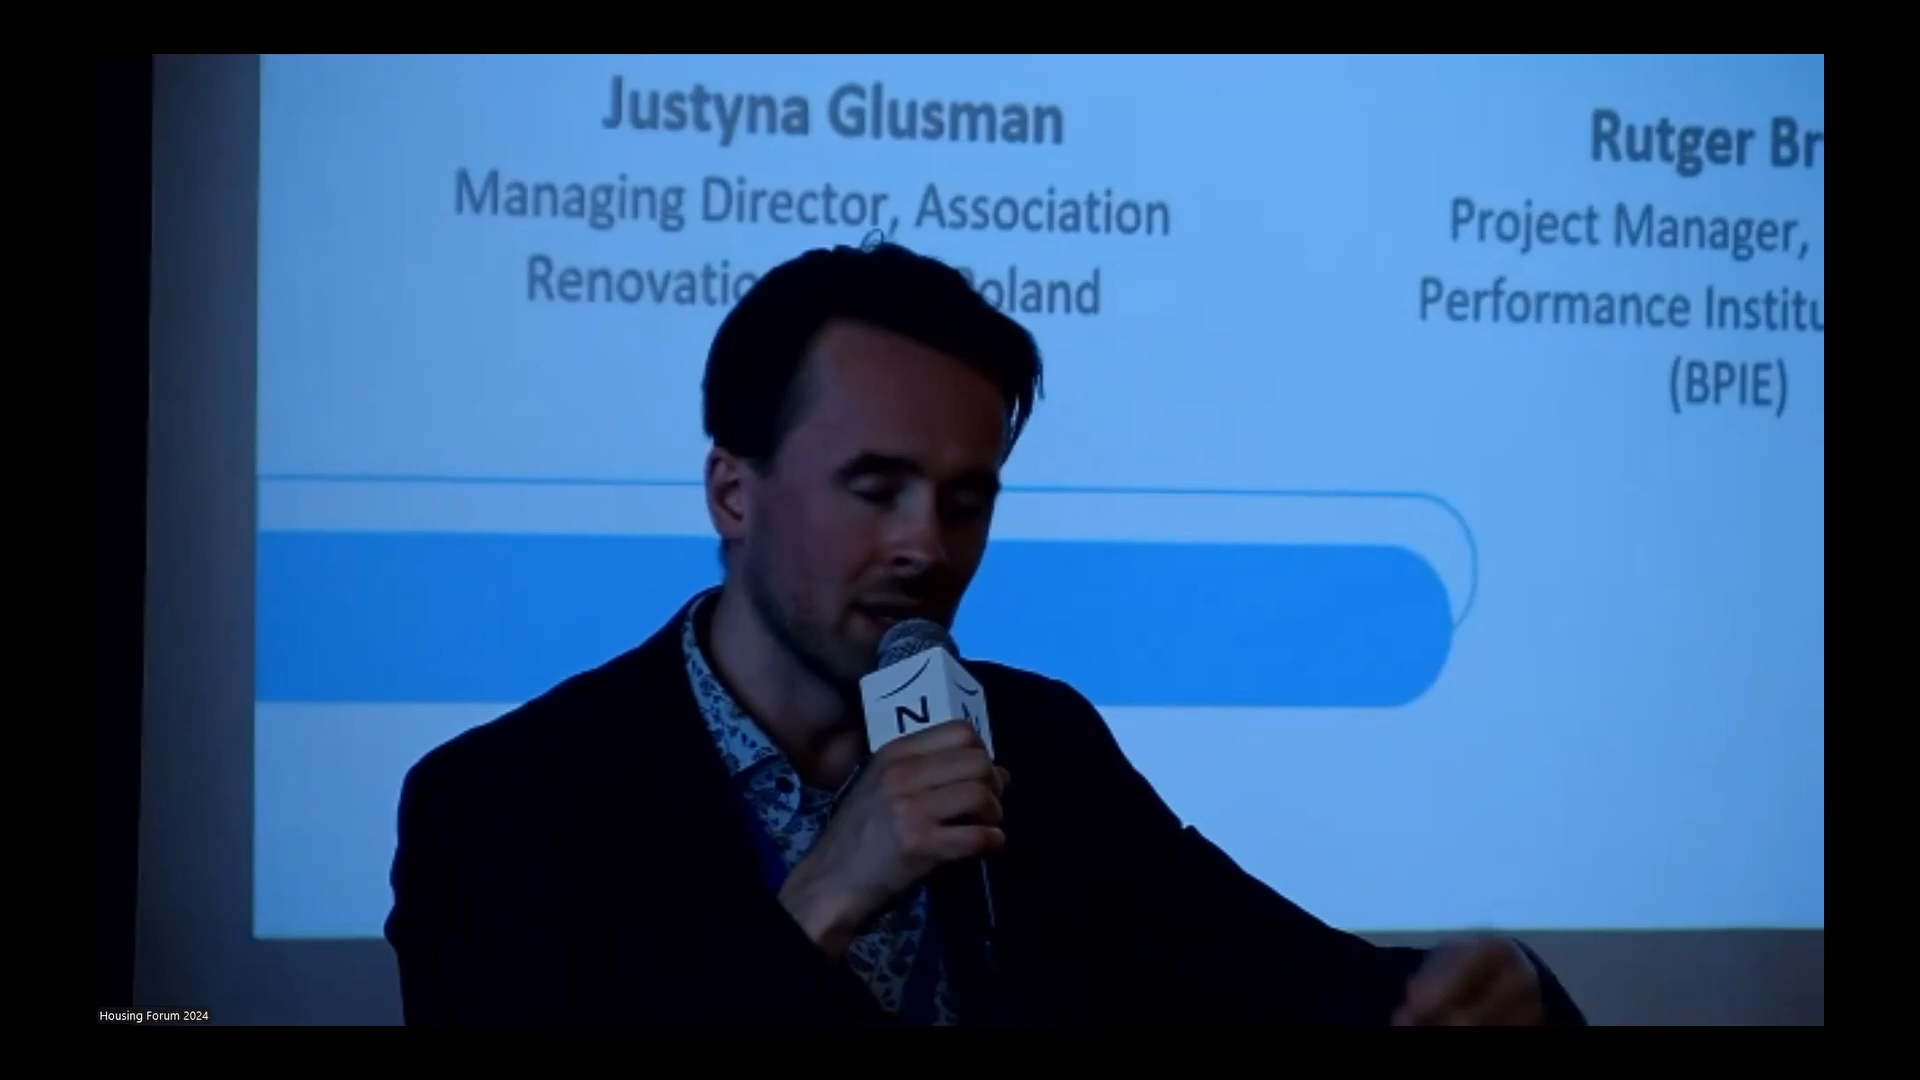 Justyna Glusman
Managing Director, Association
Renovatio oland
Rutger Br
Project Manager,
Performance Institu
(BPIE)
N
N
Housing Forum 2024